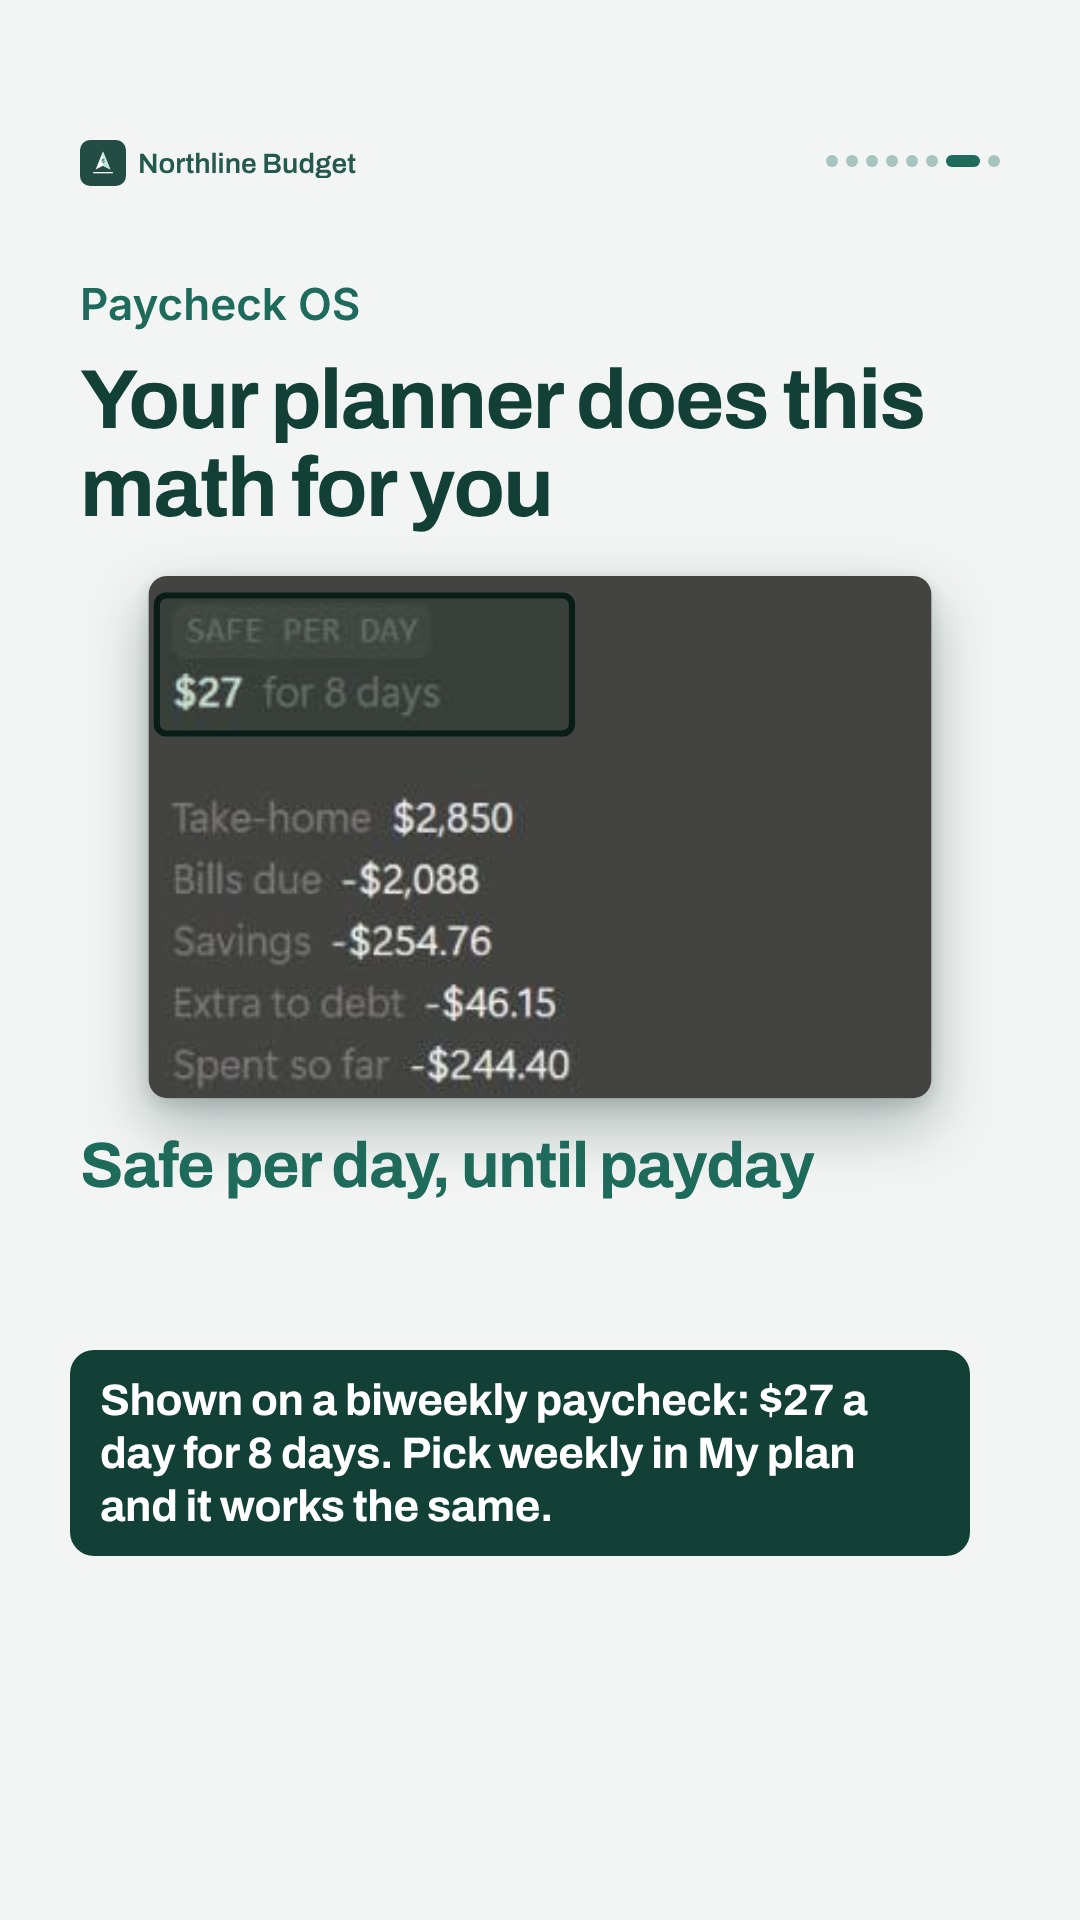 Northline Budget
Paycheck OS
Your planner does this
math for you
SAFE PER DAY
$27 for 8 days
Take-home $2,850
Bills due -$2,088
Savings -$254.76
Extra to debt -$46.15
Spent so far -$244.40
Safe per day, until payday
Shown on a biweekly paycheck: $27 a
day for 8 days. Pick weekly in My plan
and it works the same.